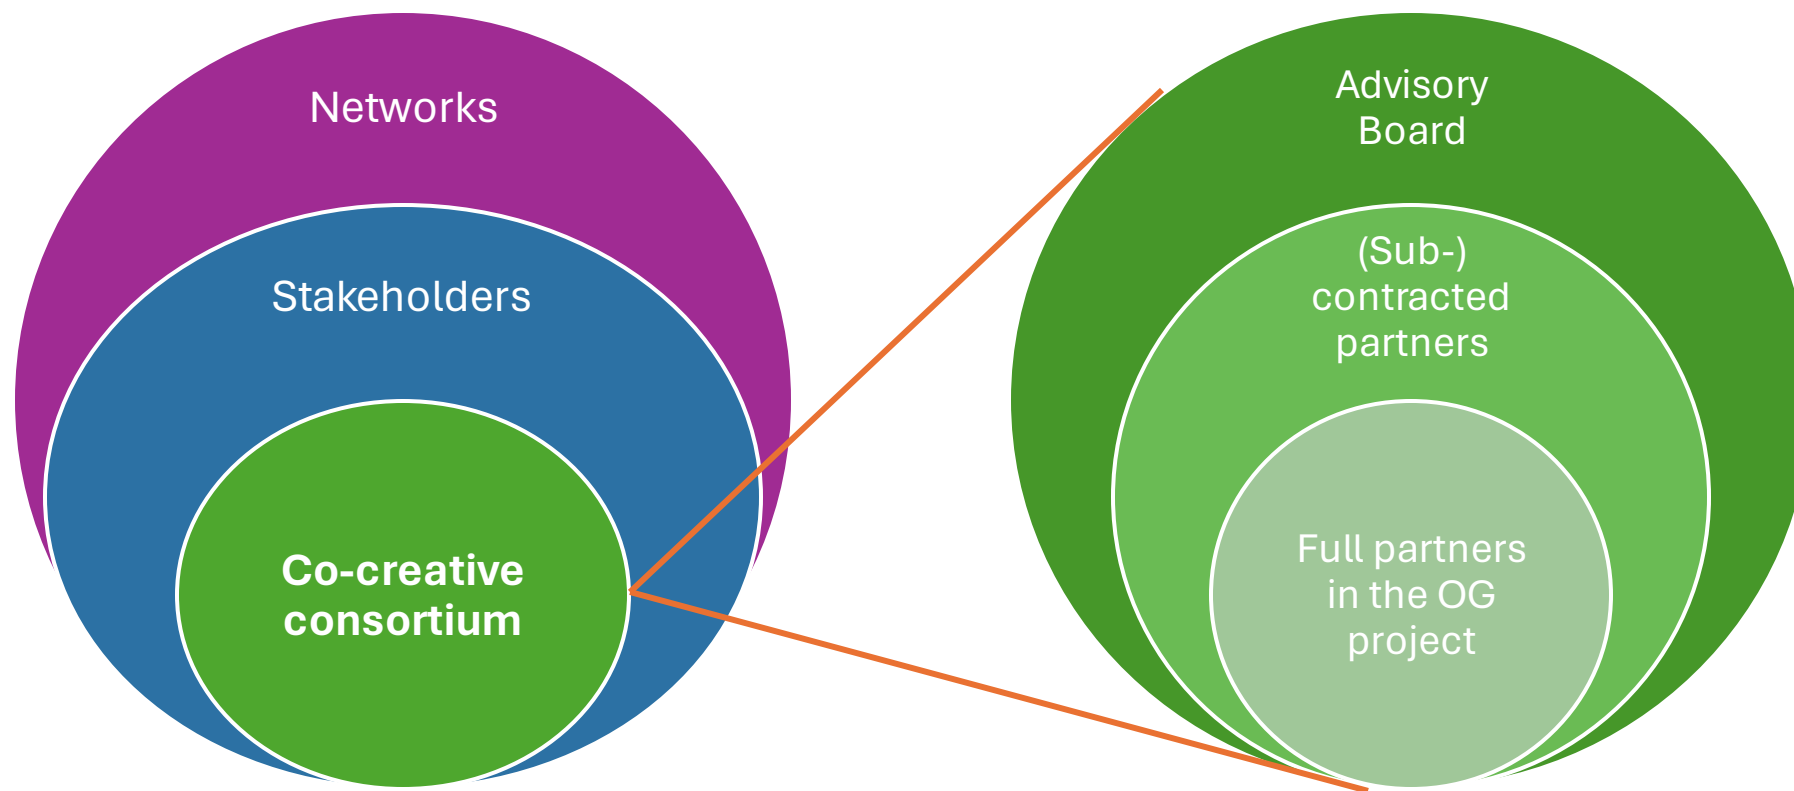 Networks
Stakeholders
Co-creative
consortium
Advisory
Board
(Sub-)
contracted
partners
Full partners
in the OG
project